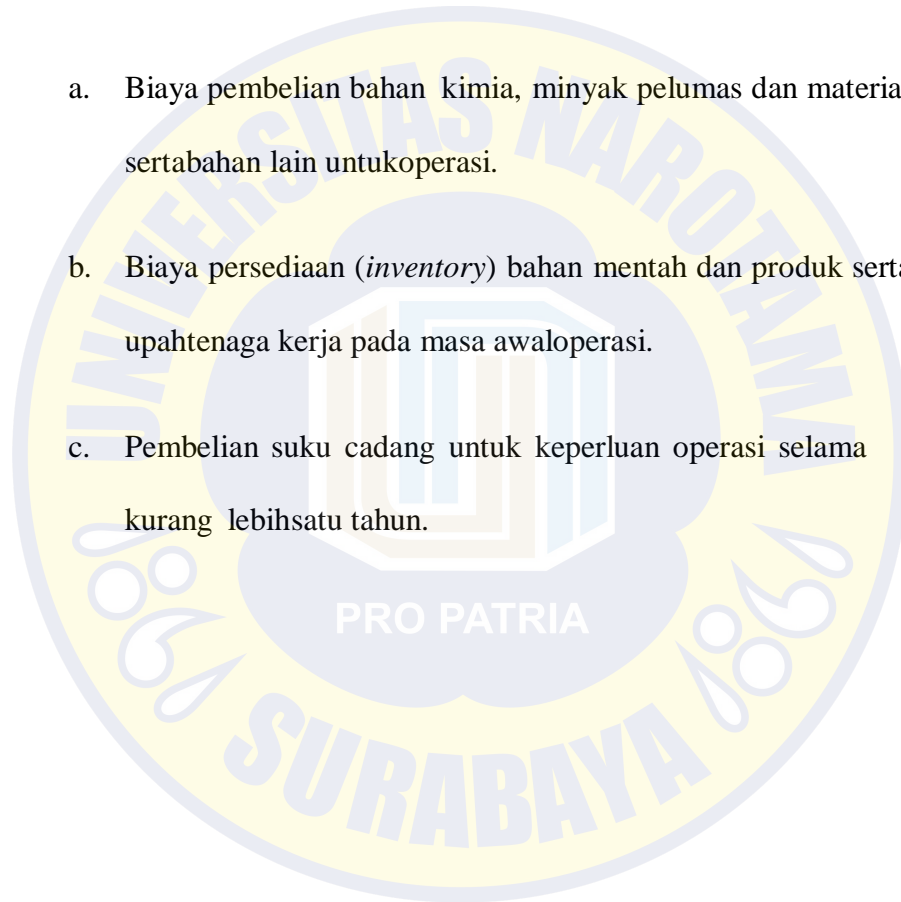 a. Biaya pembelian bahan kimia, minyak pelumas dan materia
sertabahan lain untukoperasi.
b. Biaya persediaan (inventory) bahan mentah dan produk serta
upahtenaga kerja pada masa awaloperasi.
c. Pembelian suku cadang untuk keperluan operasi selama
kurang lebihsatu tahun.
UNIVERSITAS NAROTAMA
PRO PATRIA
1981 1981
SURABAYA